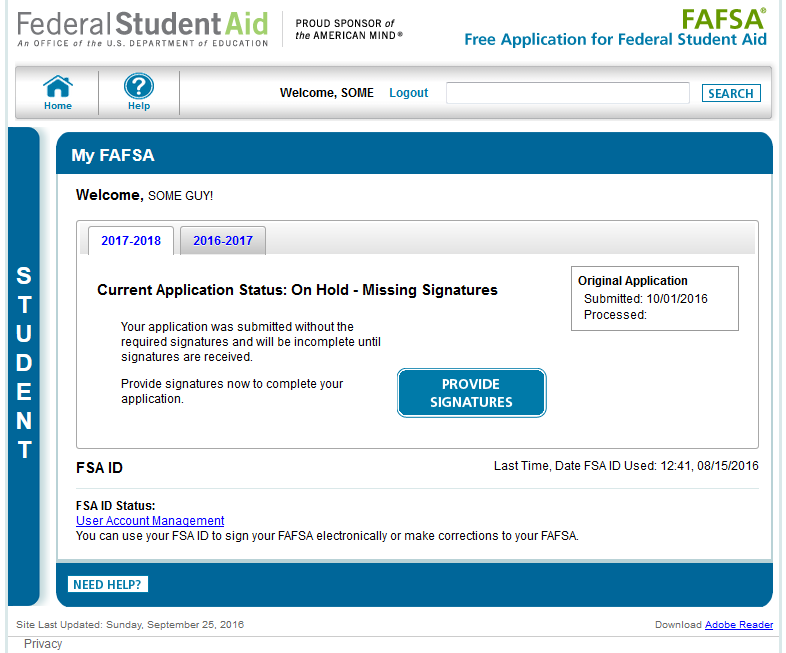 Federal Student Aid
An OFFICE of the U.S. DEPARTMENT of EDUCATION
PROUD SPONSOR of
the AMERICAN MIND®
FAFSA®
Free Application for Federal Student Aid
Home
Help
Welcome, SOME
Logout
SEARCH
STUDENT
My FAFSA
Welcome, SOME GUY!
2017-2018
2016-2017
Current Application Status: On Hold - Missing Signatures
Original Application
Submitted: 10/01/2016
Processed:
Your application was submitted without the
required signatures and will be incomplete until
signatures are received.
Provide signatures now to complete your
application.
PROVIDE
SIGNATURES
FSA ID
Last Time, Date FSA ID Used: 12:41, 08/15/2016
FSA ID Status:
User Account Management
You can use your FSA ID to sign your FAFSA electronically or make corrections to your FAFSA.
NEED HELP?
Site Last Updated: Sunday, September 25, 2016
Download Adobe Reader
Privacy